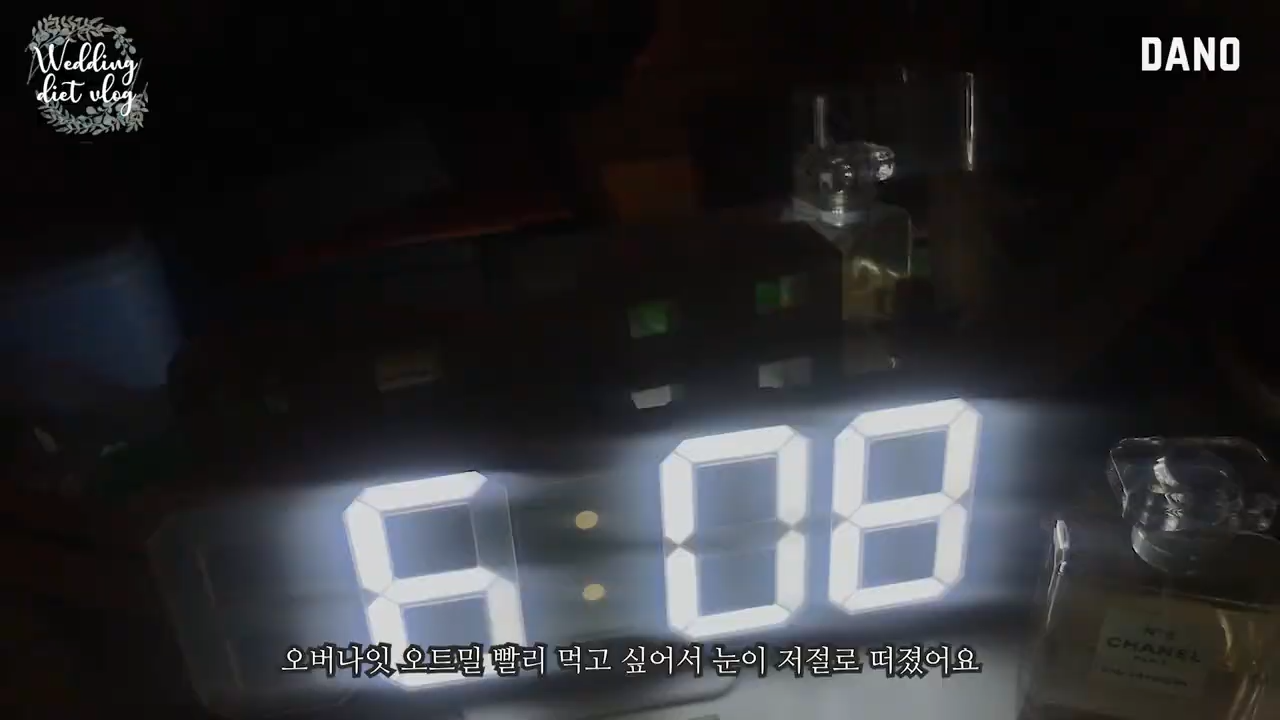 Wedding
diet vlog
DANO
6:08
N°5
CHANEL
PARIS
오버나잇 오트밀 빨리 먹고 싶어서 눈이 저절로 떠졌어요